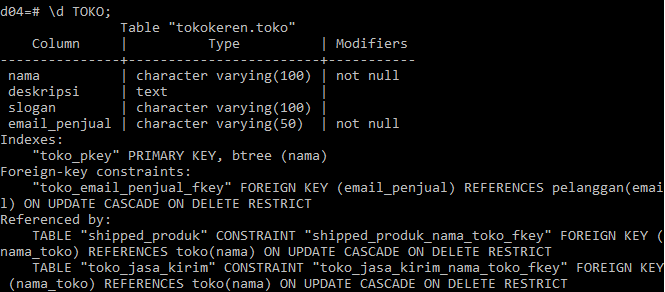 d04=# \d TOKO;
             Table "tokokeren.toko"
    Column     |          Type          | Modifiers
---------------+------------------------+-----------
 nama          | character varying(100) | not null
 deskripsi     | text                   |
 slogan        | character varying(100) |
 email_penjual | character varying(50)  | not null
Indexes:
    "toko_pkey" PRIMARY KEY, btree (nama)
Foreign-key constraints:
    "toko_email_penjual_fkey" FOREIGN KEY (email_penjual) REFERENCES pelanggan(emai
l) ON UPDATE CASCADE ON DELETE RESTRICT
Referenced by:
    TABLE "shipped_produk" CONSTRAINT "shipped_produk_nama_toko_fkey" FOREIGN KEY (
nama_toko) REFERENCES toko(nama) ON UPDATE CASCADE ON DELETE RESTRICT
    TABLE "toko_jasa_kirim" CONSTRAINT "toko_jasa_kirim_nama_toko_fkey" FOREIGN KEY
 (nama_toko) REFERENCES toko(nama) ON UPDATE CASCADE ON DELETE RESTRICT